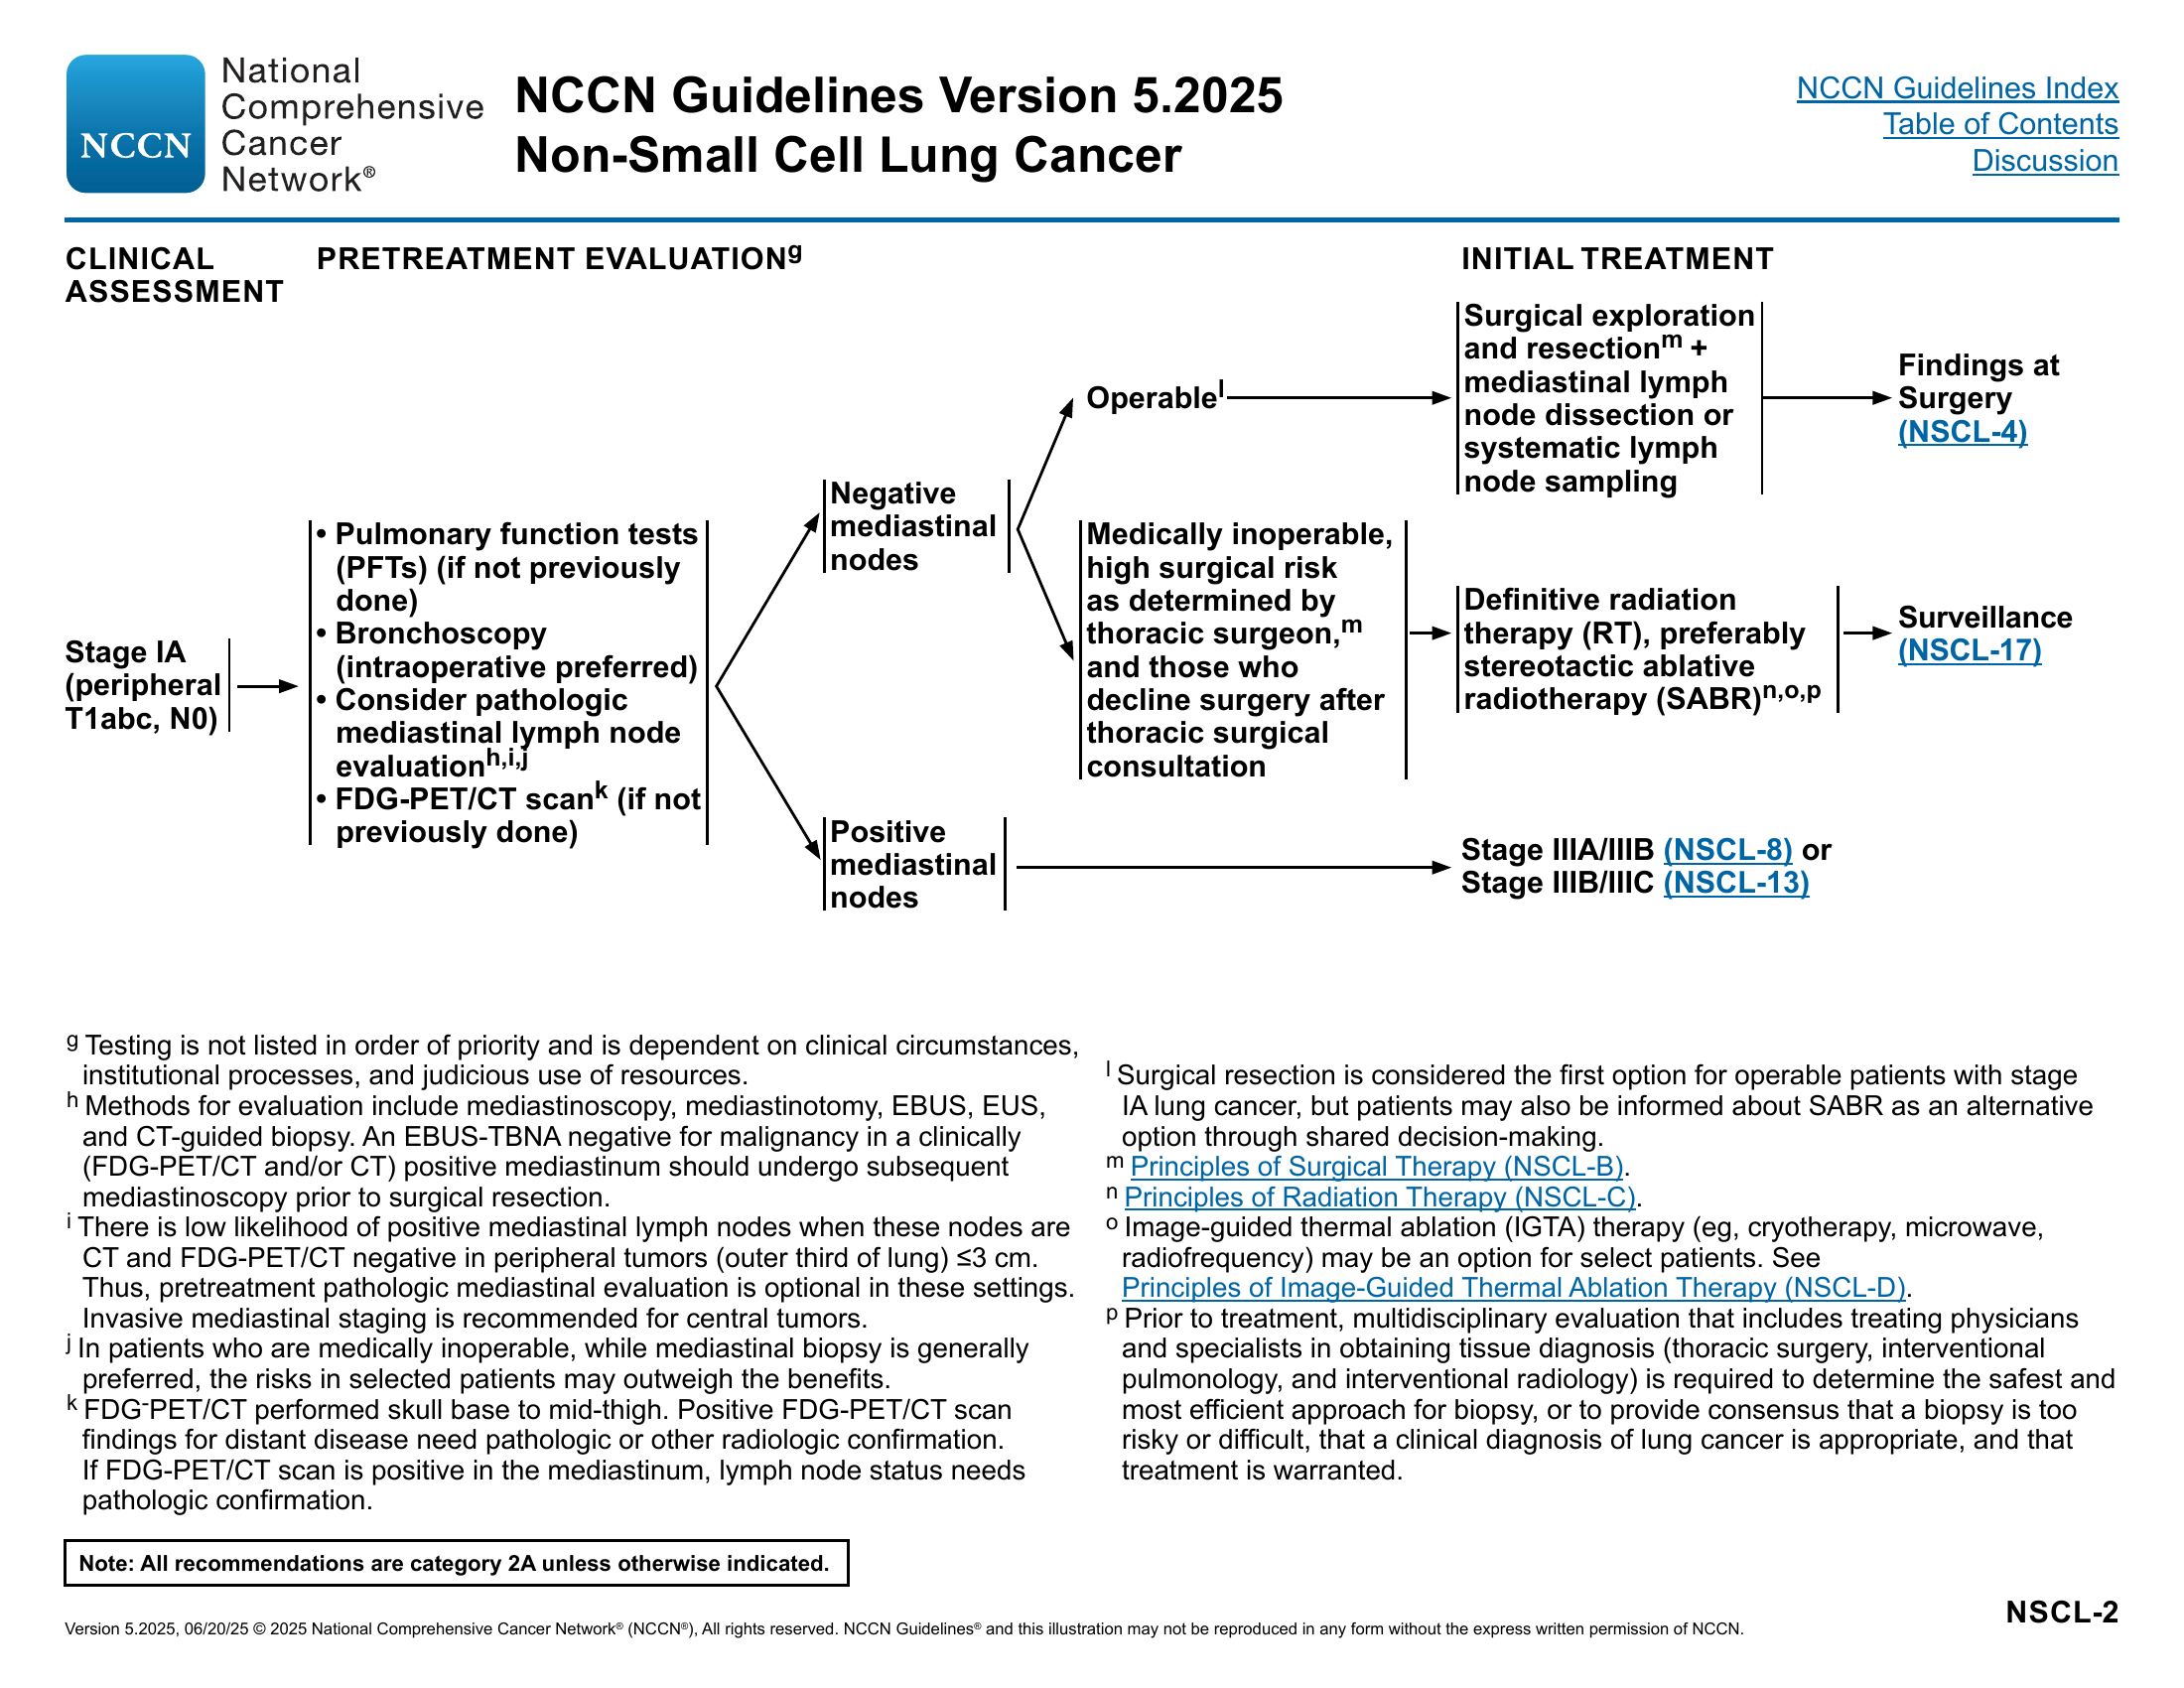 NCCN
National
Comprehensive
Cancer
Network®
NCCN Guidelines Version 5.2025
Non-Small Cell Lung Cancer
NCCN Guidelines Index
Table of Contents
Discussion
CLINICAL
ASSESSMENT
PRETREATMENT EVALUATIONg
INITIAL TREATMENT
Stage IA
(peripheral
T1abc, N0)
• Pulmonary function tests
(PFTs) (if not previously
done)
• Bronchoscopy
(intraoperative preferred)
• Consider pathologic
mediastinal lymph node
evaluationh,i,j
• FDG-PET/CT scank (if not
previously done)
Negative
mediastinal
nodes
Operablel
Surgical exploration
and resectionm +
mediastinal lymph
node dissection or
systematic lymph
node sampling
Findings at
Surgery
(NSCL-4)
Medically inoperable,
high surgical risk
as determined by
thoracic surgeon,m
and those who
decline surgery after
thoracic surgical
consultation
Definitive radiation
therapy (RT), preferably
stereotactic ablative
radiotherapy (SABR)n,o,p
Surveillance
(NSCL-17)
Positive
mediastinal
nodes
Stage IIIA/IIIB (NSCL-8) or
Stage IIIB/IIIC (NSCL-13)
g Testing is not listed in order of priority and is dependent on clinical circumstances,
institutional processes, and judicious use of resources.
h Methods for evaluation include mediastinoscopy, mediastinotomy, EBUS, EUS,
and CT-guided biopsy. An EBUS-TBNA negative for malignancy in a clinically
(FDG-PET/CT and/or CT) positive mediastinum should undergo subsequent
mediastinoscopy prior to surgical resection.
i There is low likelihood of positive mediastinal lymph nodes when these nodes are
CT and FDG-PET/CT negative in peripheral tumors (outer third of lung) ≤3 cm.
Thus, pretreatment pathologic mediastinal evaluation is optional in these settings.
Invasive mediastinal staging is recommended for central tumors.
j In patients who are medically inoperable, while mediastinal biopsy is generally
preferred, the risks in selected patients may outweigh the benefits.
k FDG-PET/CT performed skull base to mid-thigh. Positive FDG-PET/CT scan
findings for distant disease need pathologic or other radiologic confirmation.
If FDG-PET/CT scan is positive in the mediastinum, lymph node status needs
pathologic confirmation.
l Surgical resection is considered the first option for operable patients with stage
IA lung cancer, but patients may also be informed about SABR as an alternative
option through shared decision-making.
m Principles of Surgical Therapy (NSCL-B).
n Principles of Radiation Therapy (NSCL-C).
o Image-guided thermal ablation (IGTA) therapy (eg, cryotherapy, microwave,
radiofrequency) may be an option for select patients. See
Principles of Image-Guided Thermal Ablation Therapy (NSCL-D).
p Prior to treatment, multidisciplinary evaluation that includes treating physicians
and specialists in obtaining tissue diagnosis (thoracic surgery, interventional
pulmonology, and interventional radiology) is required to determine the safest and
most efficient approach for biopsy, or to provide consensus that a biopsy is too
risky or difficult, that a clinical diagnosis of lung cancer is appropriate, and that
treatment is warranted.
Note: All recommendations are category 2A unless otherwise indicated.
NSCL-2
Version 5.2025, 06/20/25 © 2025 National Comprehensive Cancer Network® (NCCN®), All rights reserved. NCCN Guidelines® and this illustration may not be reproduced in any form without the express written permission of NCCN.